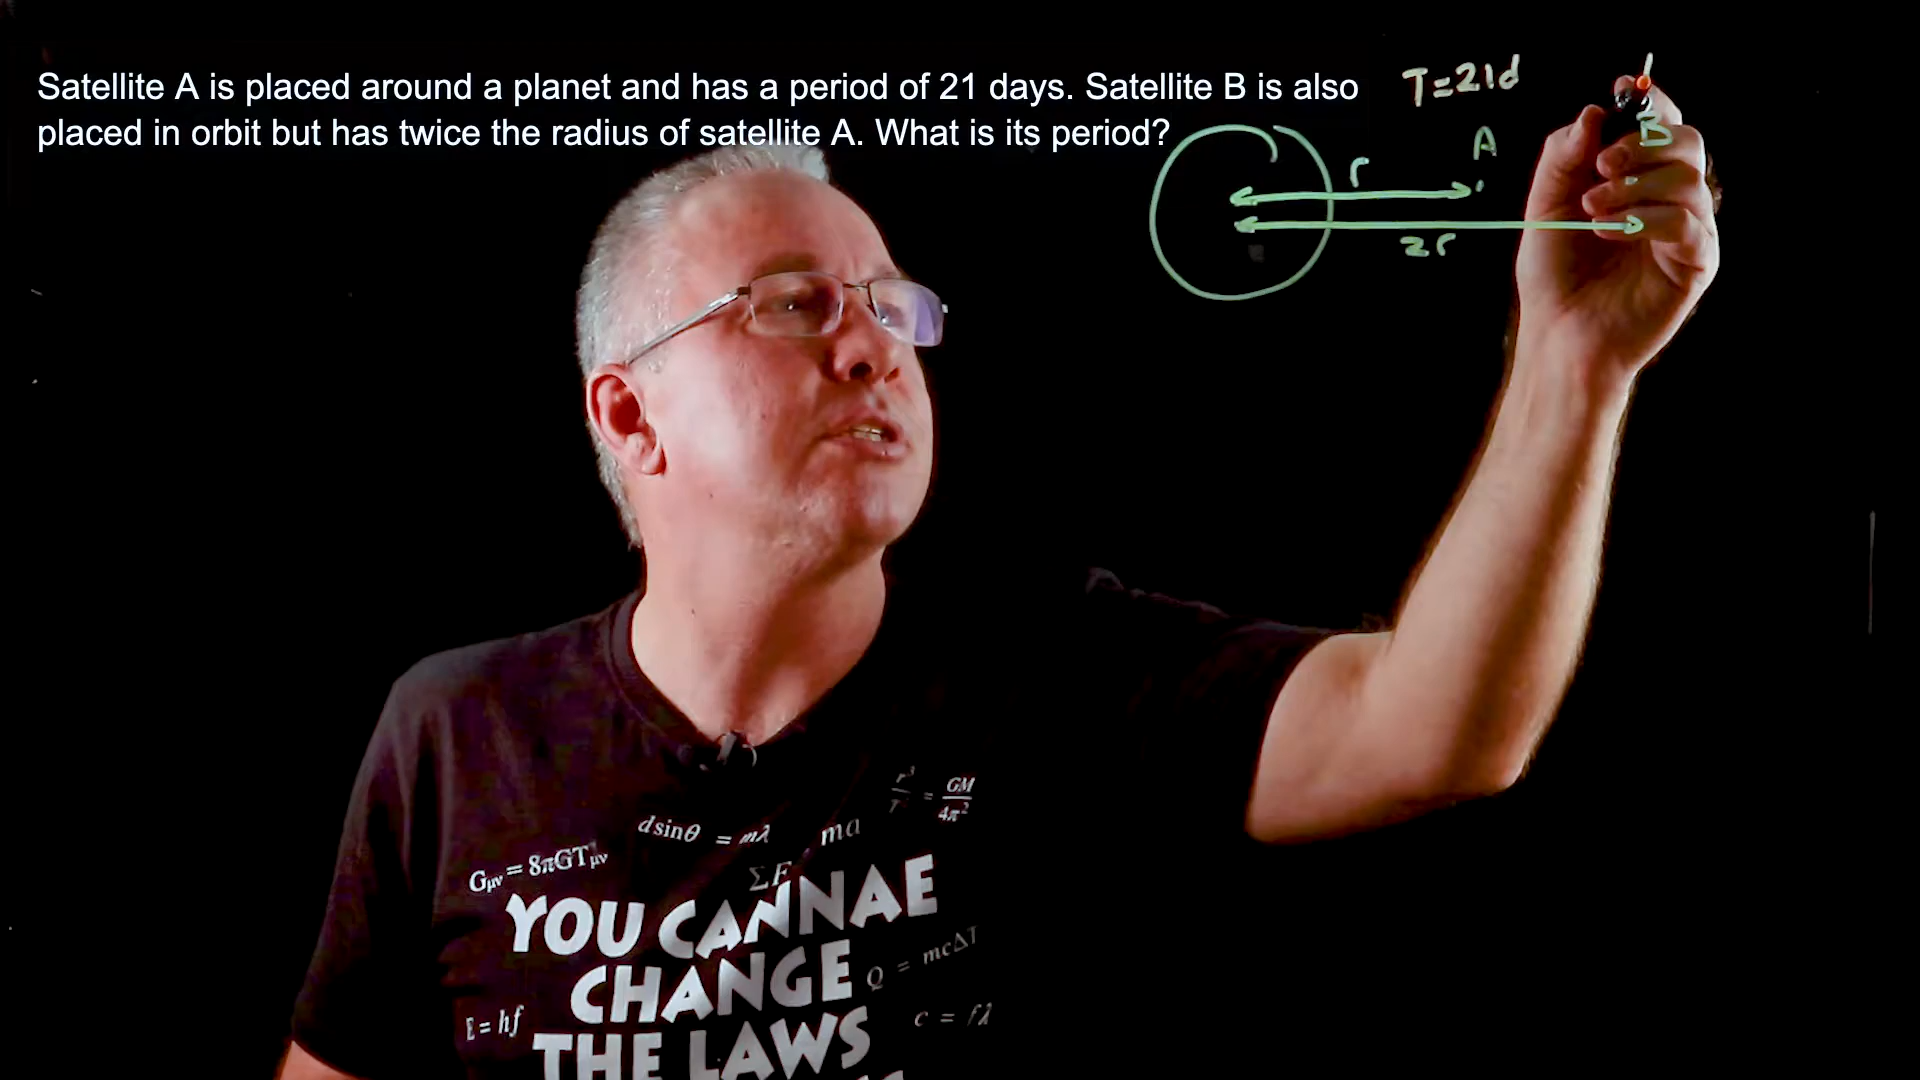 Satellite A is placed around a planet and has a period of 21 days. Satellite B is also
placed in orbit but has twice the radius of satellite A. What is its period?
T=21d
A
B
r
2r
r³
T² = GM
4π²
dsinθ = mλ
ma
Gμν = 8πGTμν
ΣF
YOU CANNAE
CHANGE
Q = mcΔT
E = hf
c = fλ
THE LAWS